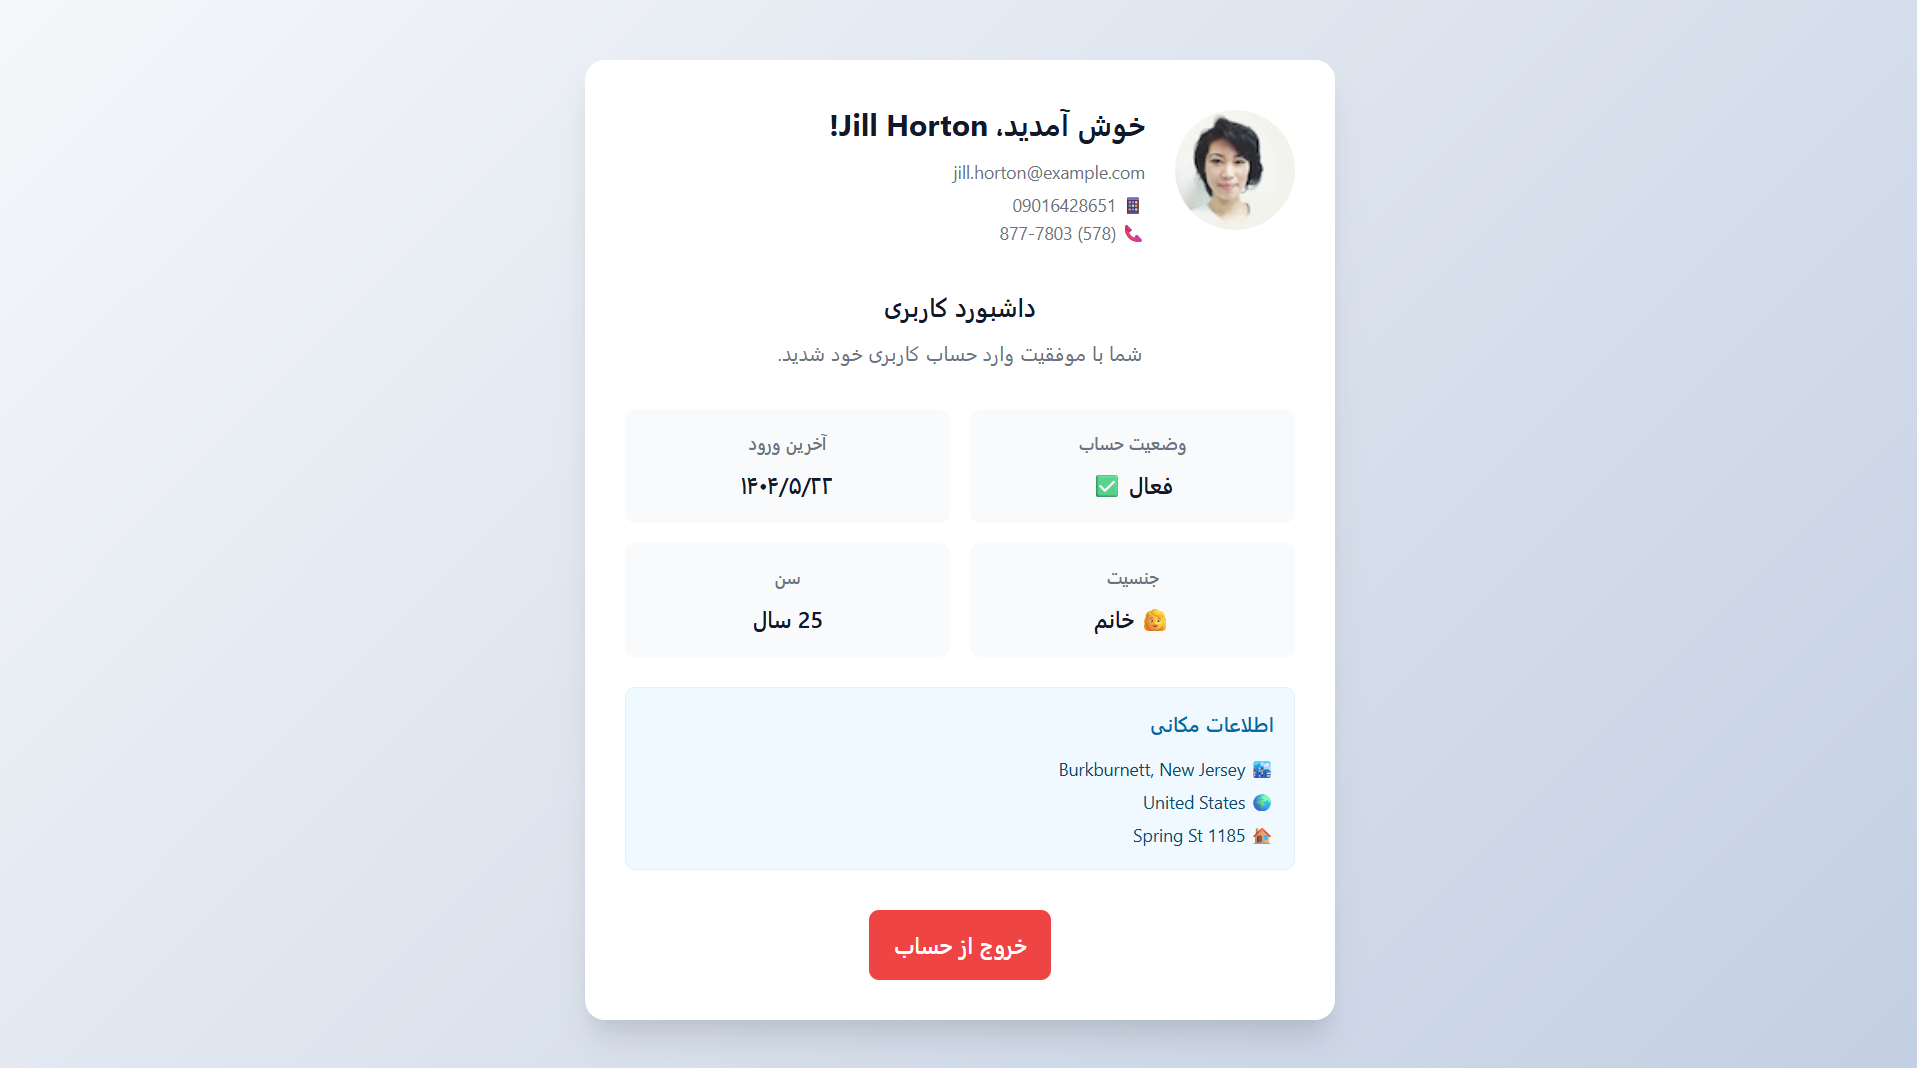 خوش آمدید، Jill Horton!
jill.horton@example.com
📱 09016428651
📞 (578) 877-7803
داشبورد کاربری
شما با موفقیت وارد حساب کاربری خود شدید.
وضعیت حساب
فعال ✅
آخرین ورود
۱۴۰۴/۵/۲۲
جنسیت
👩 خانم
سن
25 سال
اطلاعات مکانی
🏙️ Burkburnett, New Jersey
🌍 United States
🏠 1185 Spring St
خروج از حساب